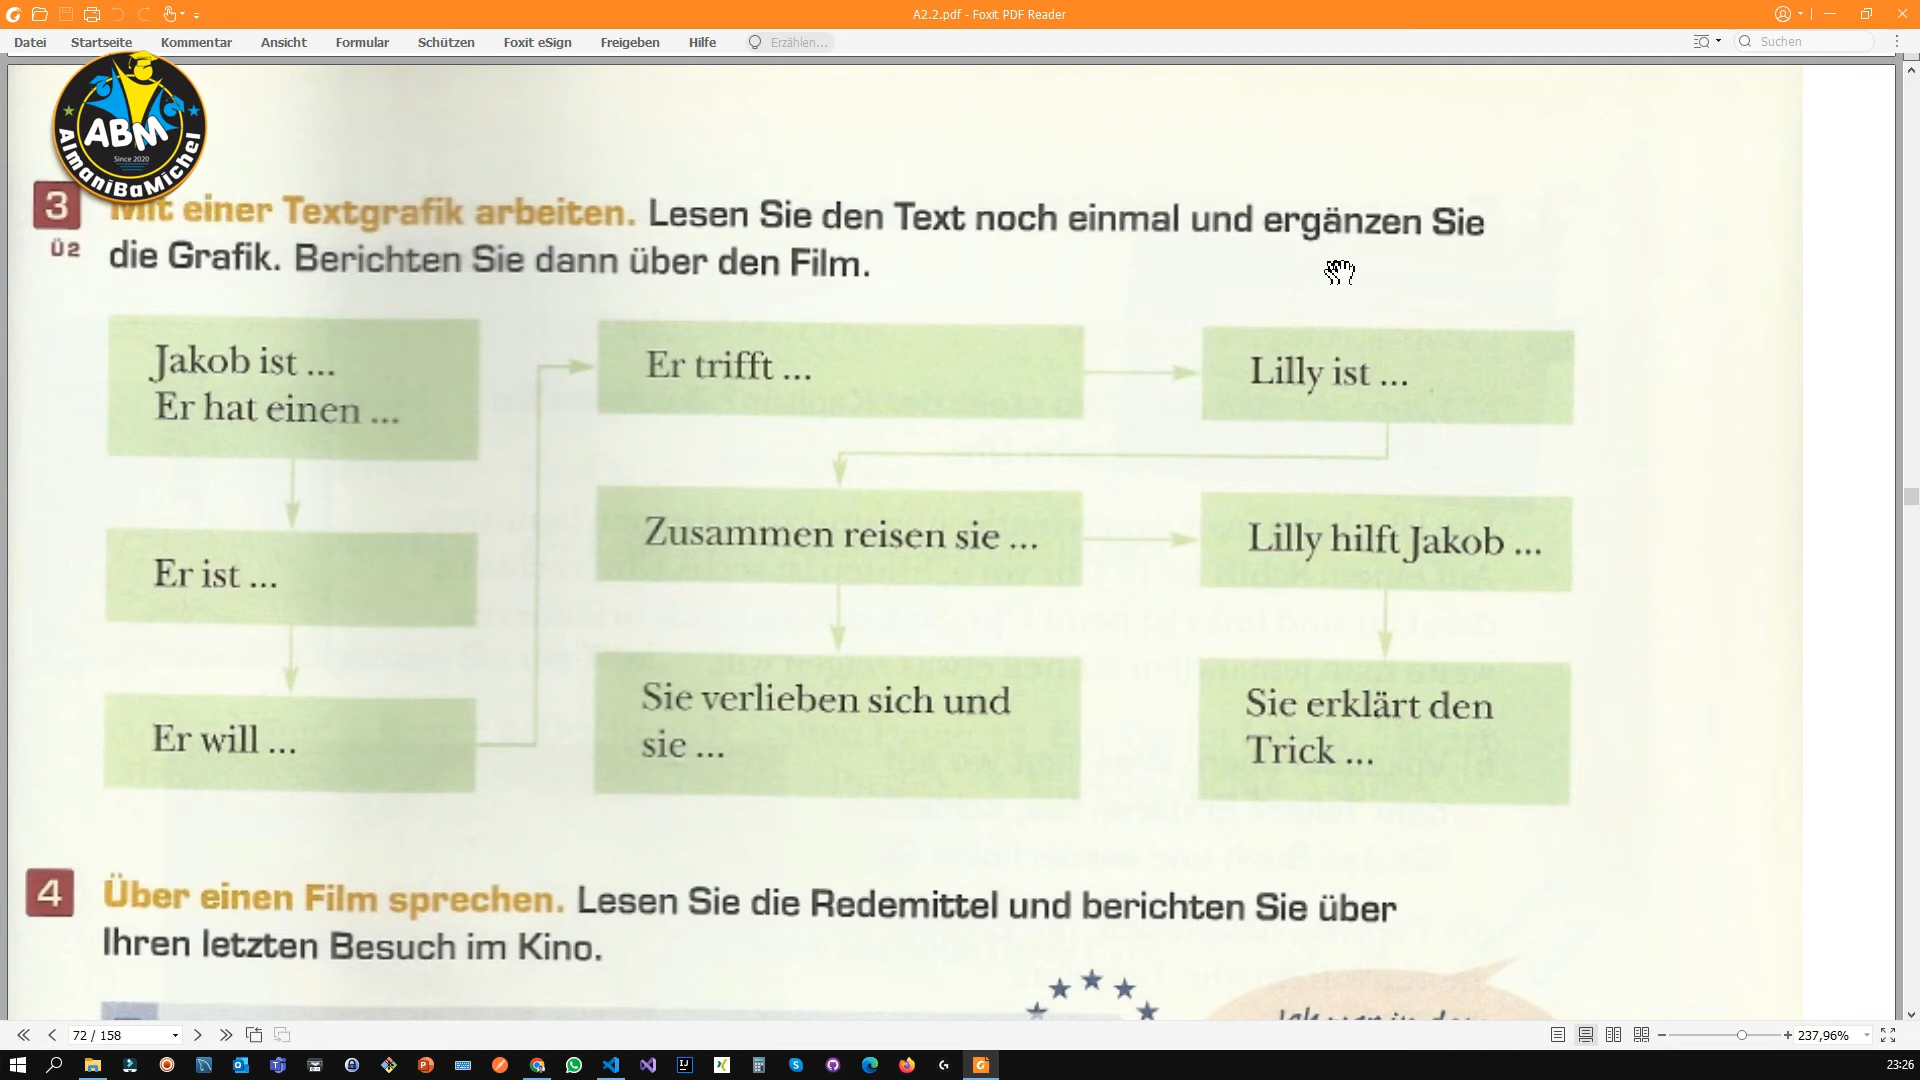 A2.2.pdf - Foxit PDF Reader
Datei Startseite Kommentar Ansicht Formular Schützen Foxit eSign Freigeben Hilfe Erzählen... Suchen
ABM
Since 2020
AlmaniBaMichel
3 Mit einer Textgrafik arbeiten. Lesen Sie den Text noch einmal und ergänzen Sie
Ü2 die Grafik. Berichten Sie dann über den Film.
Jakob ist ...
Er hat einen ...
Er ist ...
Er will ...
Er trifft ...
Lilly ist ...
Zusammen reisen sie ...
Lilly hilft Jakob ...
Sie verlieben sich und
sie ...
Sie erklärt den
Trick ...
4 Über einen Film sprechen. Lesen Sie die Redemittel und berichten Sie über
Ihren letzten Besuch im Kino.
72 / 158
237,96%
23:26